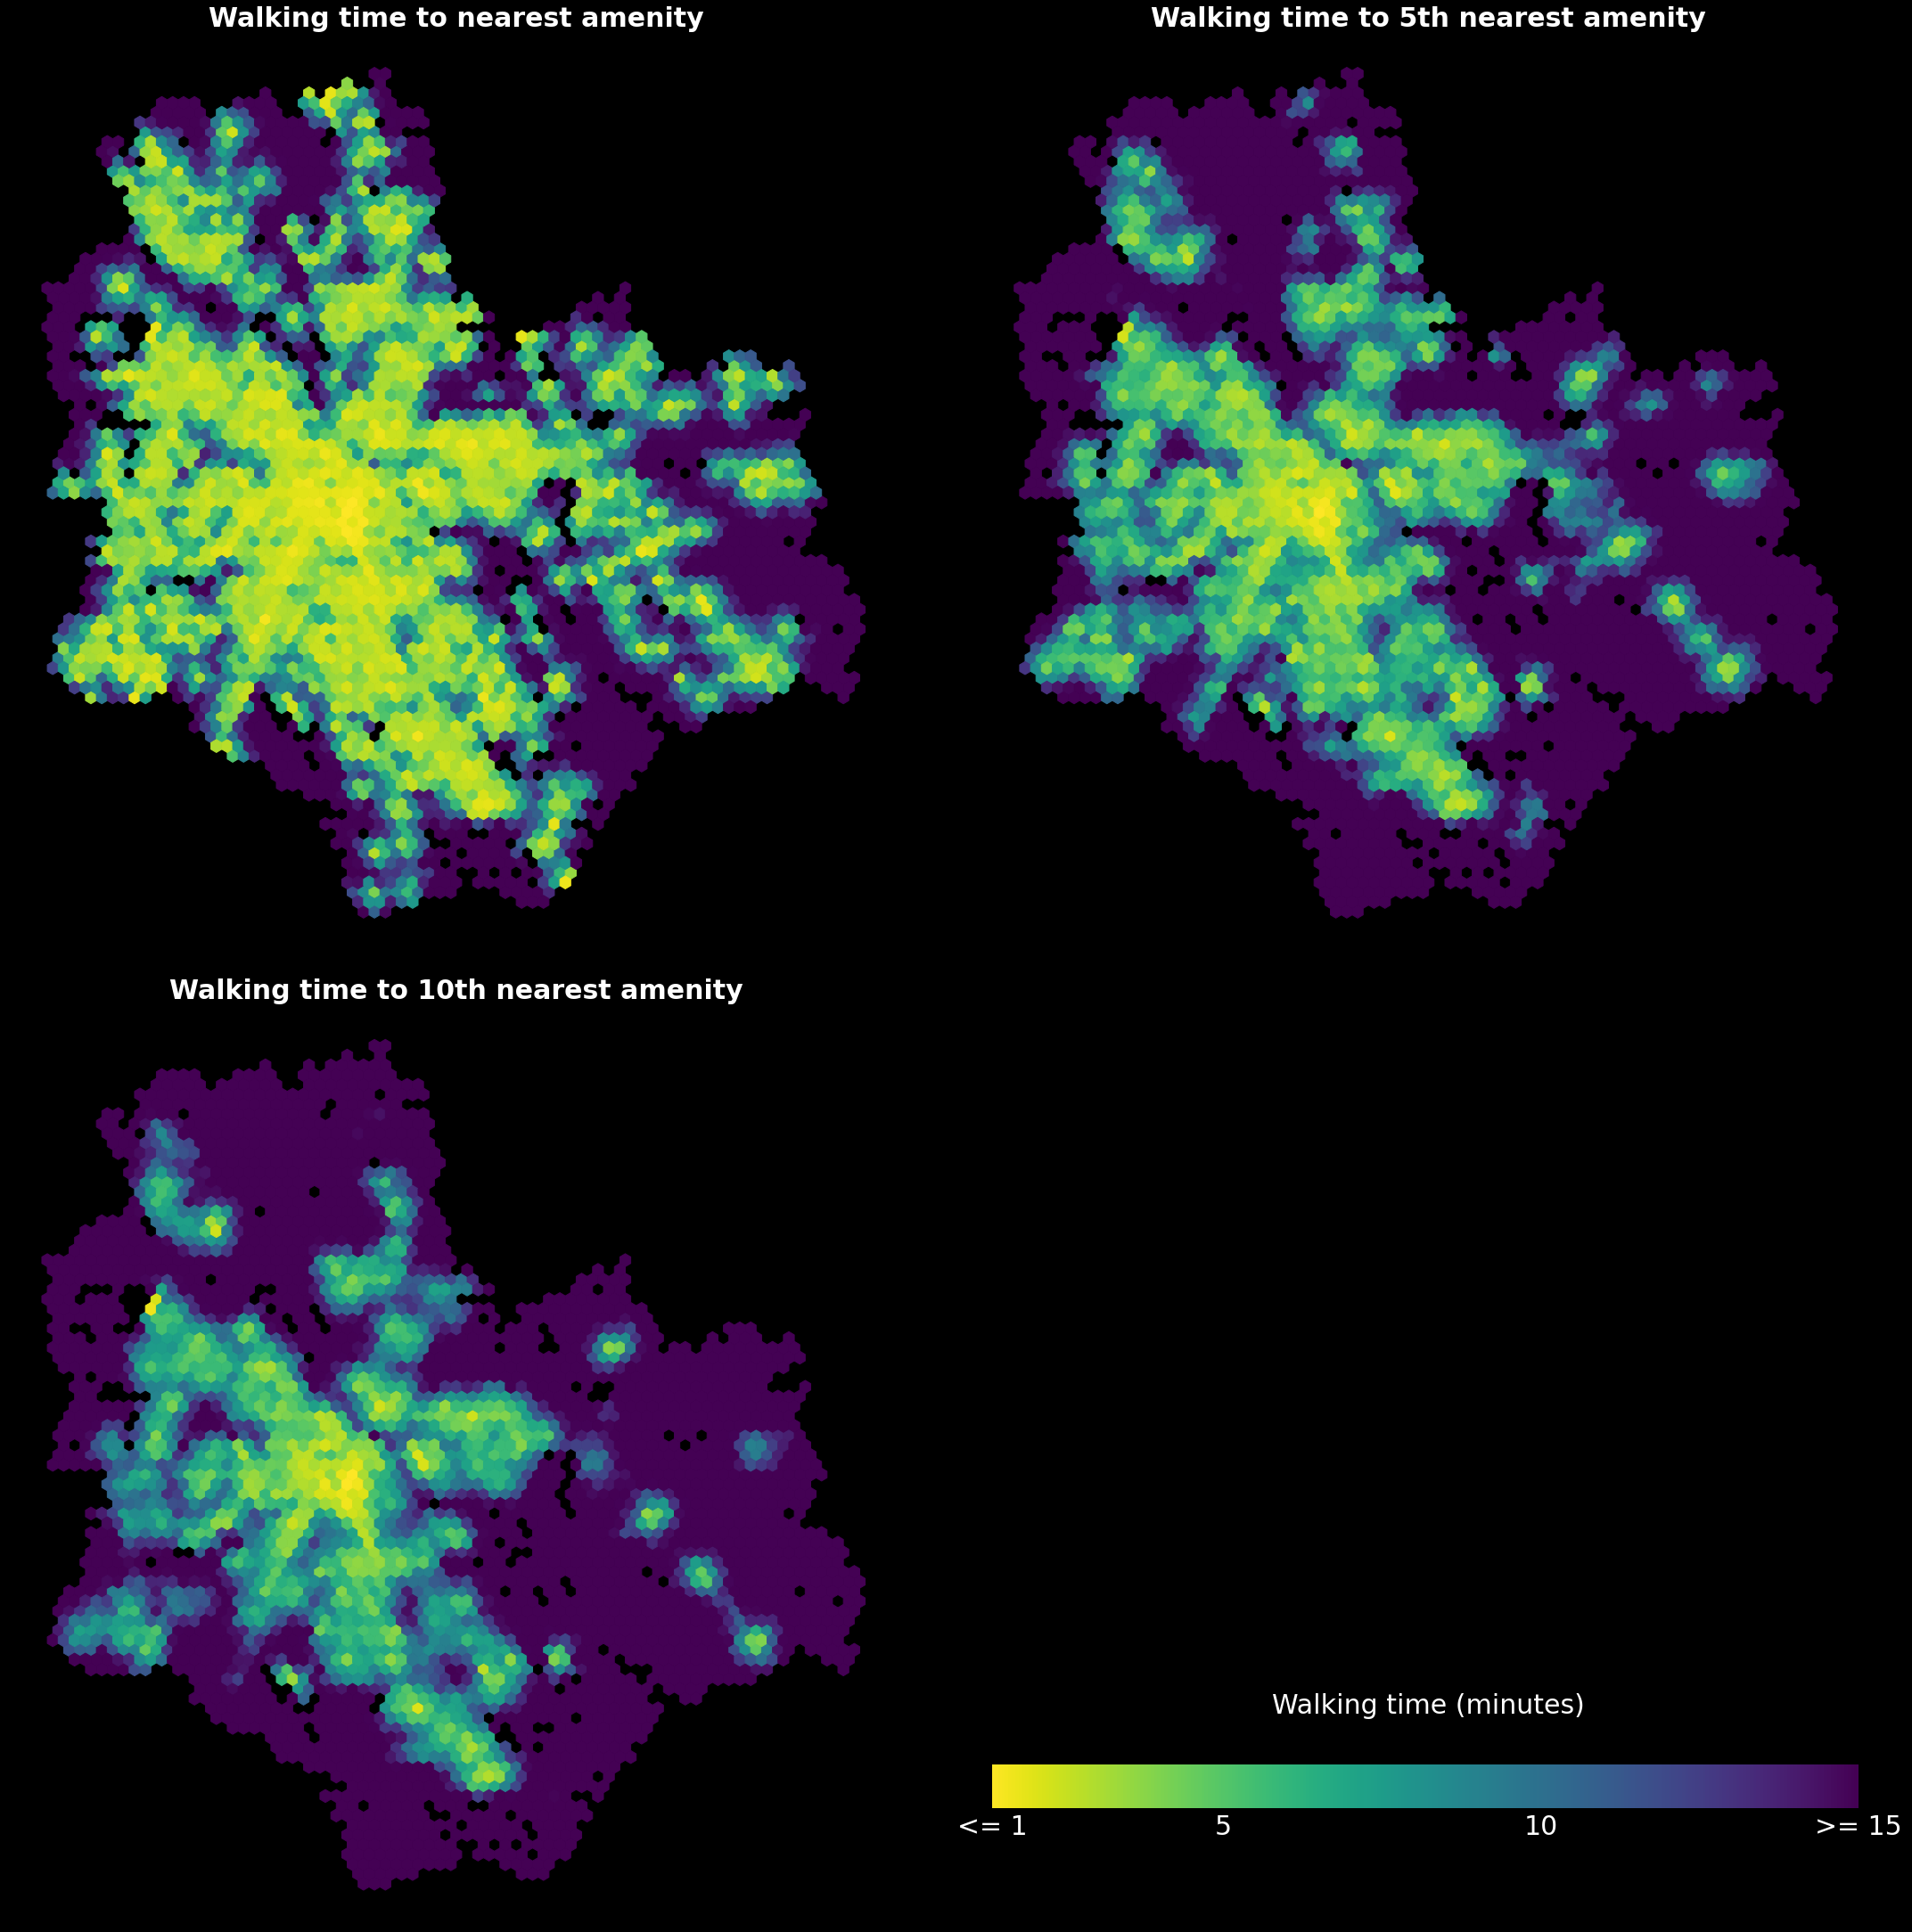 Walking time to nearest amenity
Walking time to 5th nearest amenity
Walking time to 10th nearest amenity
Walking time (minutes)
<= 1 5 10 >= 15